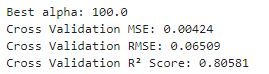 Best alpha: 100.0
Cross Validation MSE: 0.00424
Cross Validation RMSE: 0.06509
Cross Validation R² Score: 0.80581